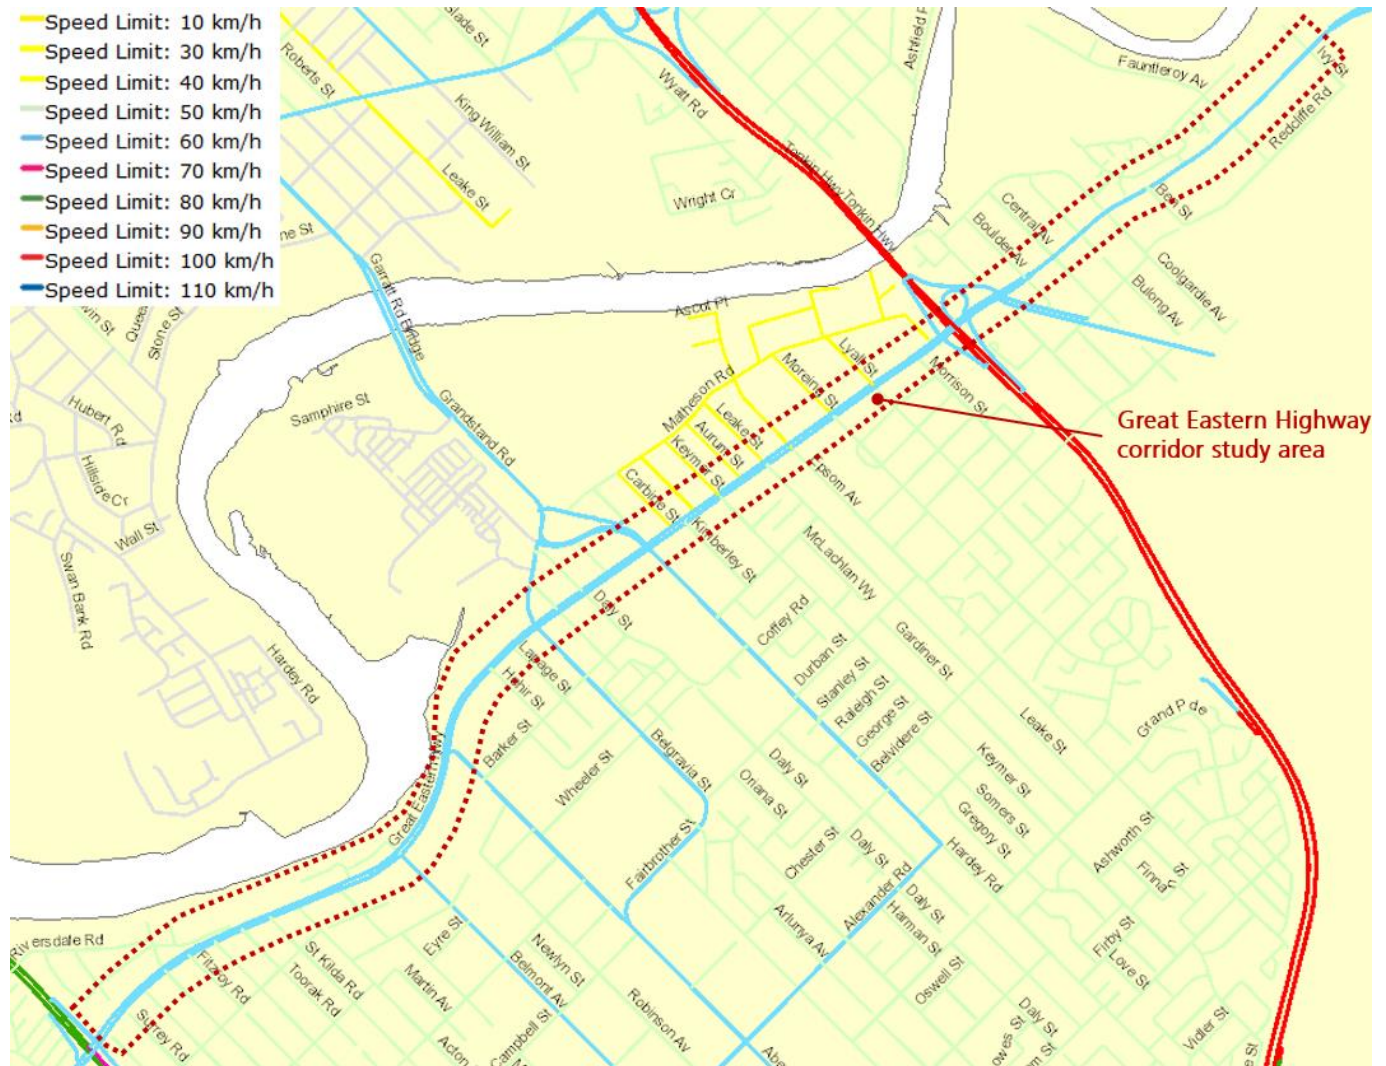 Speed Limit: 10 km/h
Speed Limit: 30 km/h
Speed Limit: 40 km/h
Speed Limit: 50 km/h
Speed Limit: 60 km/h
Speed Limit: 70 km/h
Speed Limit: 80 km/h
Speed Limit: 90 km/h
Speed Limit: 100 km/h
Speed Limit: 110 km/h
Slade St
Roberts St
King William St
Leake St
Wyatt Rd
Wright Cr
Tonkin Hwy
Tonkin Hwy
Fauntleroy Av
Ivy St
Redcliffe Rd
Central Av
Boulder Av
Coolgardie Av
Bulong Av
Garratt Rd Bridge
Stone St
Ascot Pl
Lyall St
Moreing St
Matheson Rd
Morrison St
Leake St
Aurum St
Keymer St
Carbine St
Epsom Av
Great Eastern Highway
corridor study area
Samphire St
Grandstand Rd
Hubert Rd
Hillside Cr
Wall St
Swan Bank Rd
Hardey Rd
Kimberley St
McLachlan Wy
Daly St
Coffey Rd
Durban St
Stanley St
Raleigh St
George St
Belvidere St
Gardiner St
Leake St
Grand P de
Lapage St
Hehir St
Barker St
Great Eastern Hwy
Wheeler St
Belgravia St
Daly St
Oriana St
Keymer St
Somers St
Gregory St
Ashworth St
Chester St
Daly St
Hardey Rd
Fairbrother St
Alexander Rd
Daly St
Harman St
Arlunya Av
Firby St
Love St
Oswell St
Riversdale Rd
Fitzroy Rd
St Kilda Rd
Toorak Rd
Eyre St
Martin Av
Newlyn St
Belmont Av
Robinson Av
Campbell St
Surrey Rd
Daly St
Vidler St